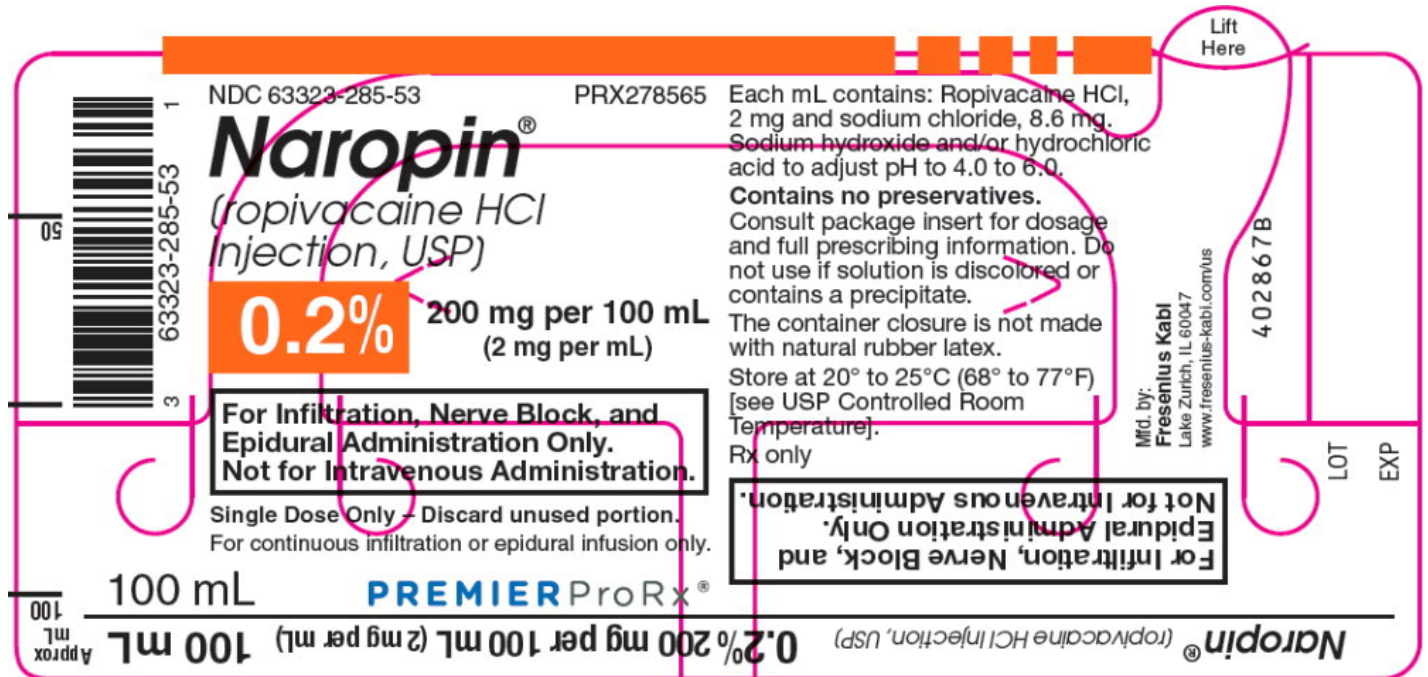 Lift
Here
NDC 63323-285-53 PRX278565
Naropin®
(ropivacaine HCl
Injection, USP)
0.2%
200 mg per 100 mL
(2 mg per mL)
For Infiltration, Nerve Block, and
Epidural Administration Only.
Not for Intravenous Administration.
Single Dose Only – Discard unused portion.
For continuous infiltration or epidural infusion only.
100 mL
PREMIERProRx®
Each mL contains: Ropivacaine HCl,
2 mg and sodium chloride, 8.6 mg.
Sodium hydroxide and/or hydrochloric
acid to adjust pH to 4.0 to 6.0.
Contains no preservatives.
Consult package insert for dosage
and full prescribing information. Do
not use if solution is discolored or
contains a precipitate.
The container closure is not made
with natural rubber latex.
Store at 20° to 25°C (68° to 77°F)
[see USP Controlled Room
Temperature].
Rx only
For Infiltration, Nerve Block, and
Epidural Administration Only.
Not for Intravenous Administration.
Mfd. by:
Fresenius Kabi
Lake Zurich, IL 60047
www.fresenius-kabi.com/us
402867B
LOT
EXP
3 63323-285-53 1
50
100
Approx
mL
Naropin® (ropivacaine HCl Injection, USP) 0.2% 200 mg per 100 mL (2 mg per mL) 100 mL